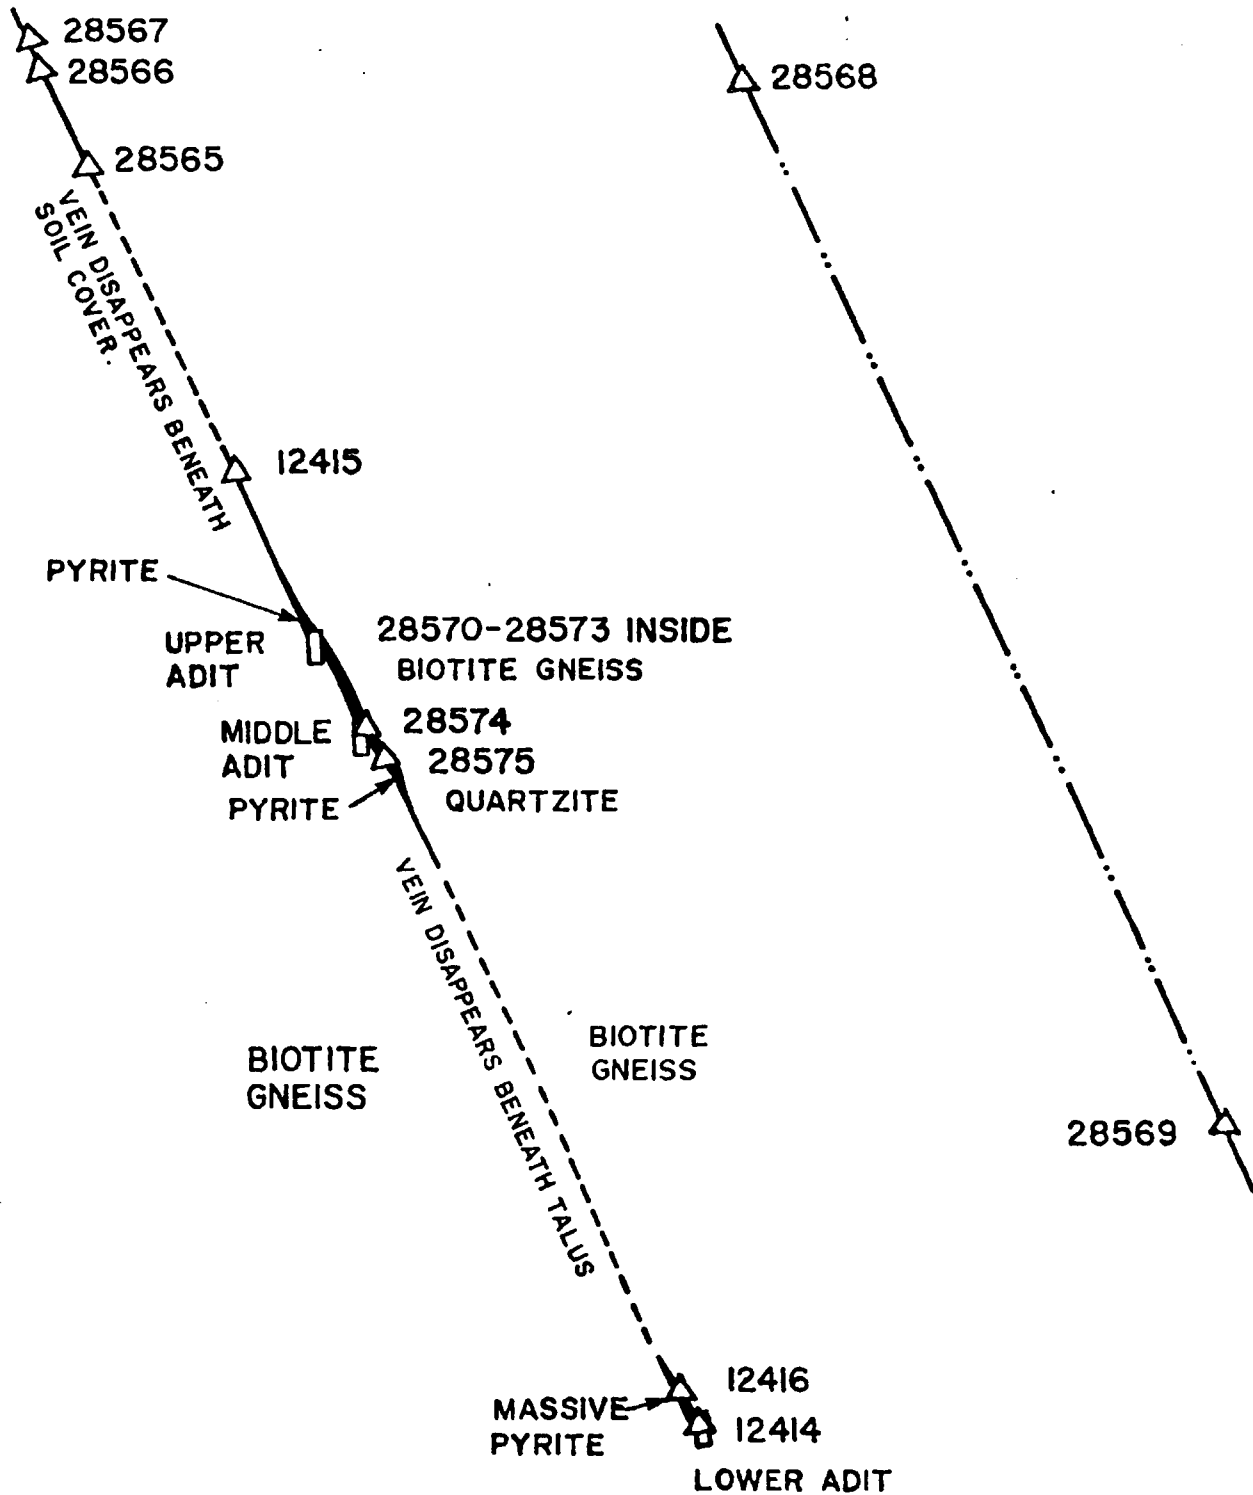 28567
28566
28568
28565
VEIN DISAPPEARS BENEATH
SOIL COVER.
12415
PYRITE
28570-28573 INSIDE
UPPER
ADIT
BIOTITE GNEISS
28574
MIDDLE
ADIT
28575
PYRITE
QUARTZITE
VEIN DISAPPEARS BENEATH TALUS
BIOTITE
GNEISS
BIOTITE
GNEISS
28569
12416
MASSIVE
PYRITE
12414
LOWER ADIT